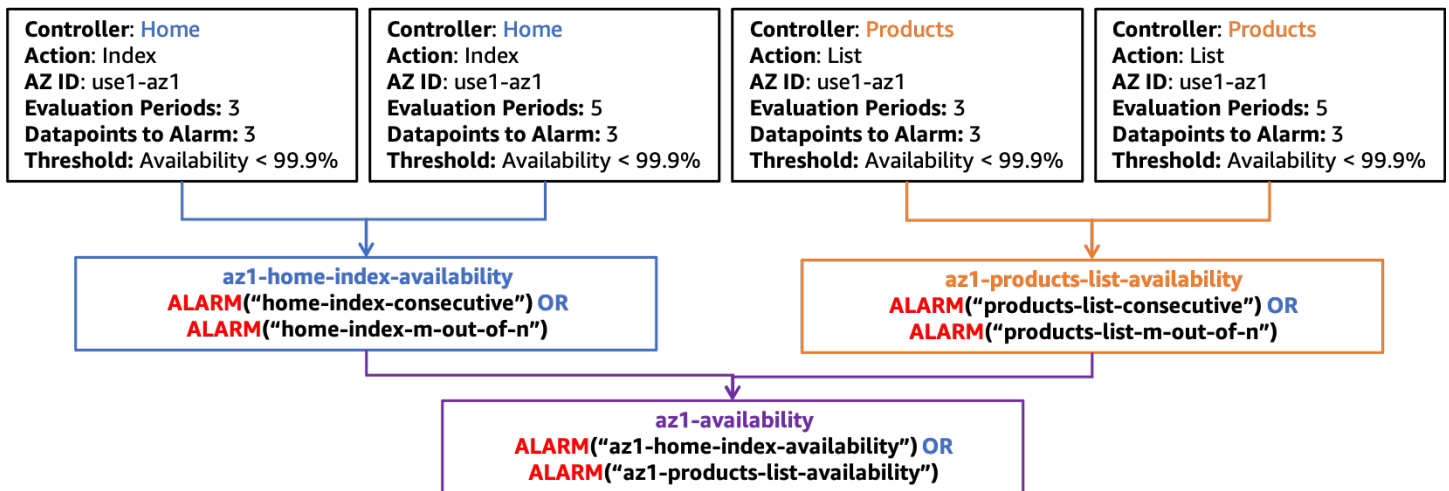 Controller: Home
Action: Index
AZ ID: use1-az1
Evaluation Periods: 3
Datapoints to Alarm: 3
Threshold: Availability < 99.9%
Controller: Home
Action: Index
AZ ID: use1-az1
Evaluation Periods: 5
Datapoints to Alarm: 3
Threshold: Availability < 99.9%
Controller: Products
Action: List
AZ ID: use1-az1
Evaluation Periods: 3
Datapoints to Alarm: 3
Threshold: Availability < 99.9%
Controller: Products
Action: List
AZ ID: use1-az1
Evaluation Periods: 5
Datapoints to Alarm: 3
Threshold: Availability < 99.9%
az1-home-index-availability
ALARM(“home-index-consecutive”) OR
ALARM(“home-index-m-out-of-n”)
az1-products-list-availability
ALARM(“products-list-consecutive”) OR
ALARM(“products-list-m-out-of-n”)
az1-availability
ALARM(“az1-home-index-availability”) OR
ALARM(“az1-products-list-availability”)